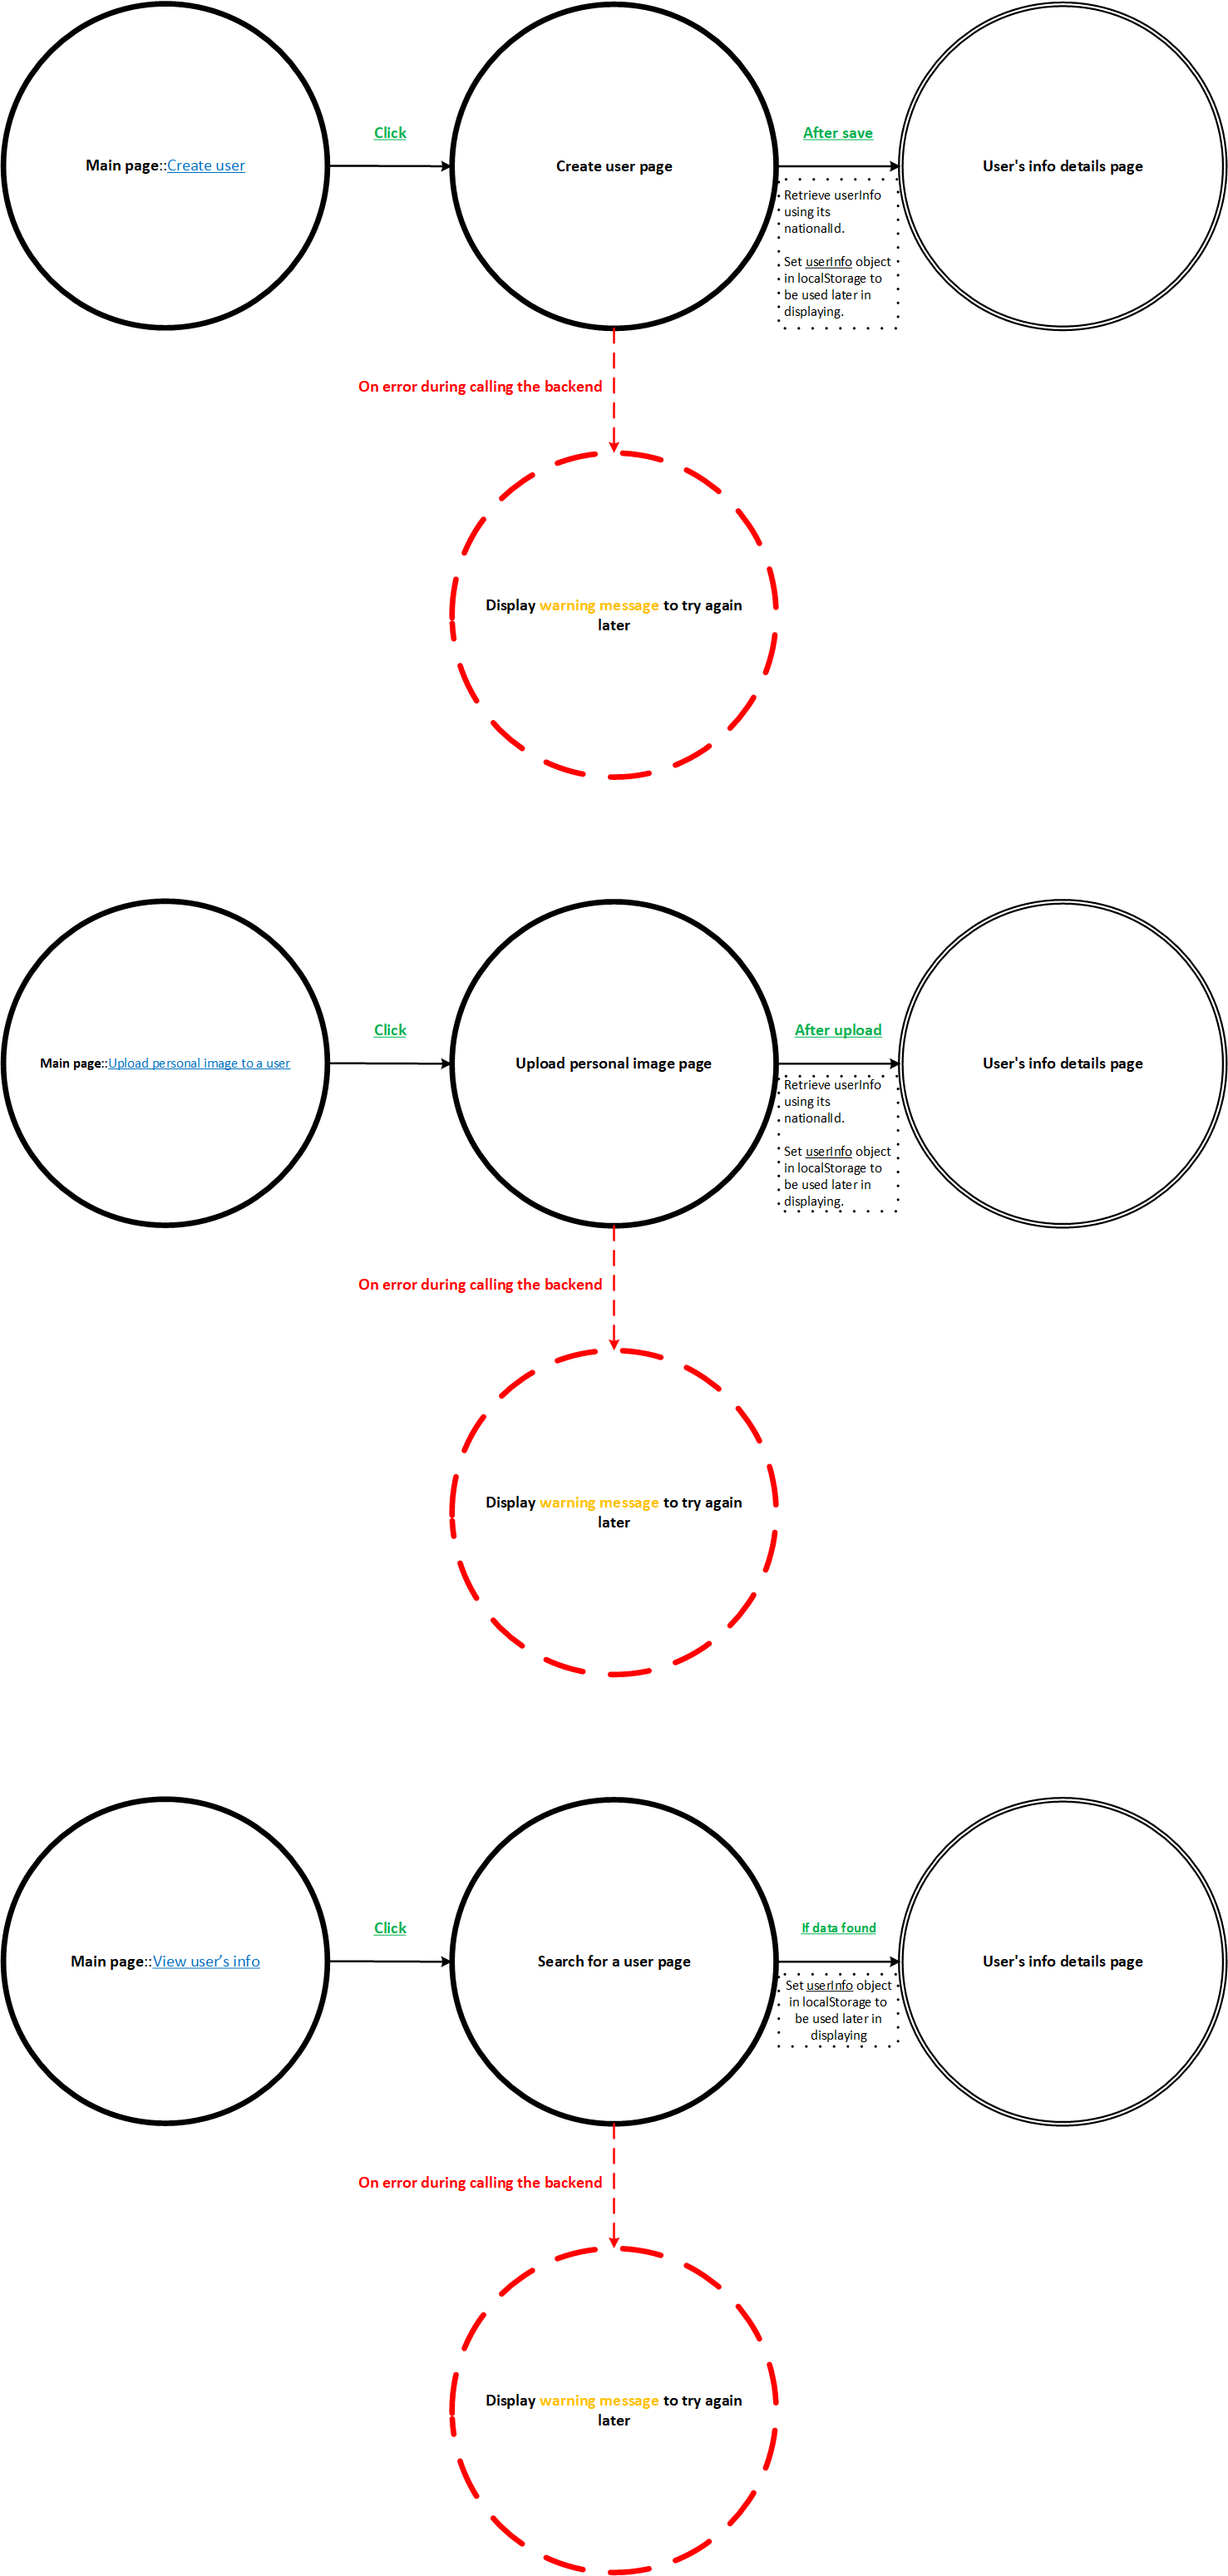 Click
After save
Main page::Create user
Create user page
User's info details page
Retrieve userInfo
using its
nationalId.
Set userInfo object
in localStorage to
be used later in
displaying.
On error during calling the backend
Display warning message to try again
later
Click
After upload
Main page::Upload personal image to a user
Upload personal image page
User's info details page
Retrieve userInfo
using its
nationalId.
Set userInfo object
in localStorage to
be used later in
displaying.
On error during calling the backend
Display warning message to try again
later
Click
If data found
Main page::View user’s info
Search for a user page
User's info details page
Set userInfo object
in localStorage to
be used later in
displaying
On error during calling the backend
Display warning message to try again
later